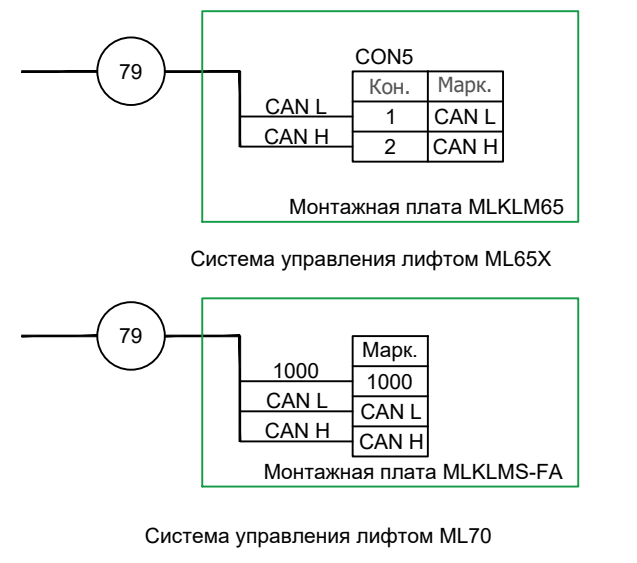 79
CON5
Кон. Марк.
CAN L 1 CAN L
CAN H 2 CAN H
Монтажная плата MLKLM65
Система управления лифтом ML65X
79
Марк.
1000 1000
CAN L CAN L
CAN H CAN H
Монтажная плата MLKLMS-FA
Система управления лифтом ML70